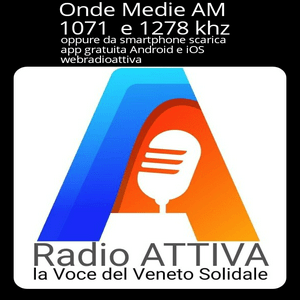 Onde Medie AM
1071 e 1278 khz
oppure da smartphone scarica
app gratuita Android e iOS
webradioattiva
Radio ATTIVA
la Voce del Veneto Solidale